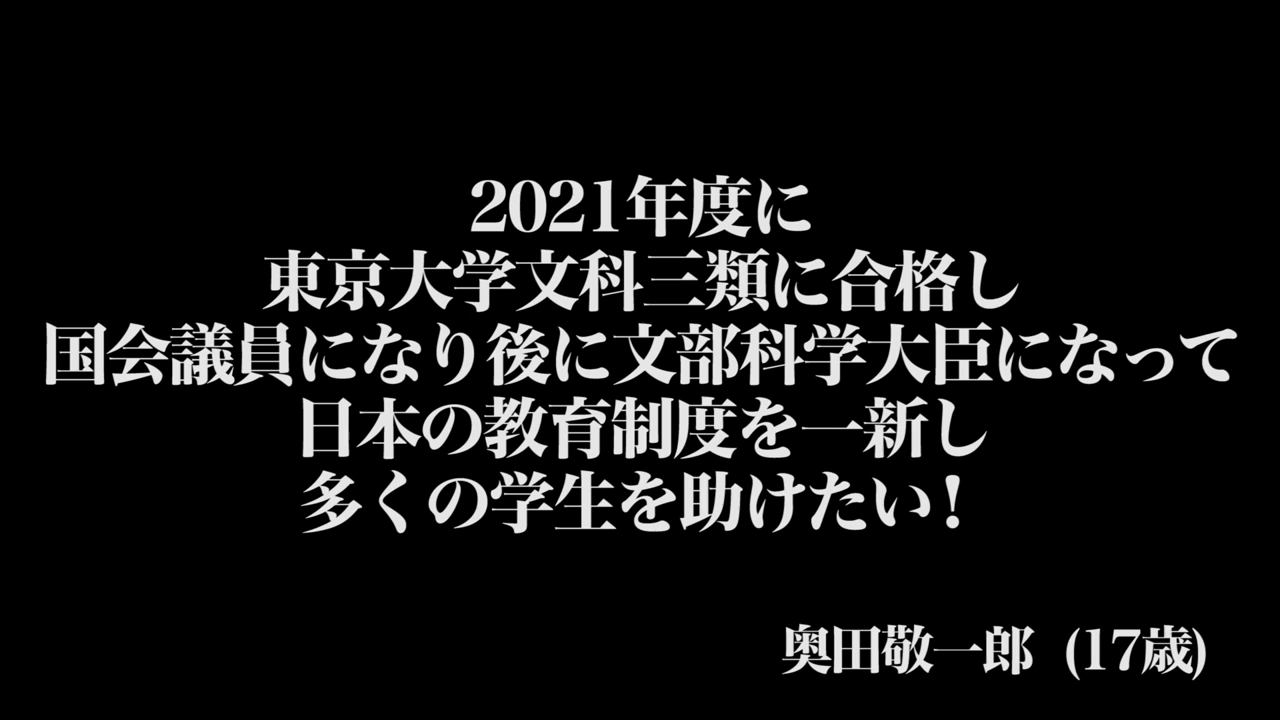 2021年度に
東京大学文科三類に合格し
国会議員になり後に文部科学大臣になって
日本の教育制度を一新し
多くの学生を助けたい!
奥田敬一郎 (17歳)